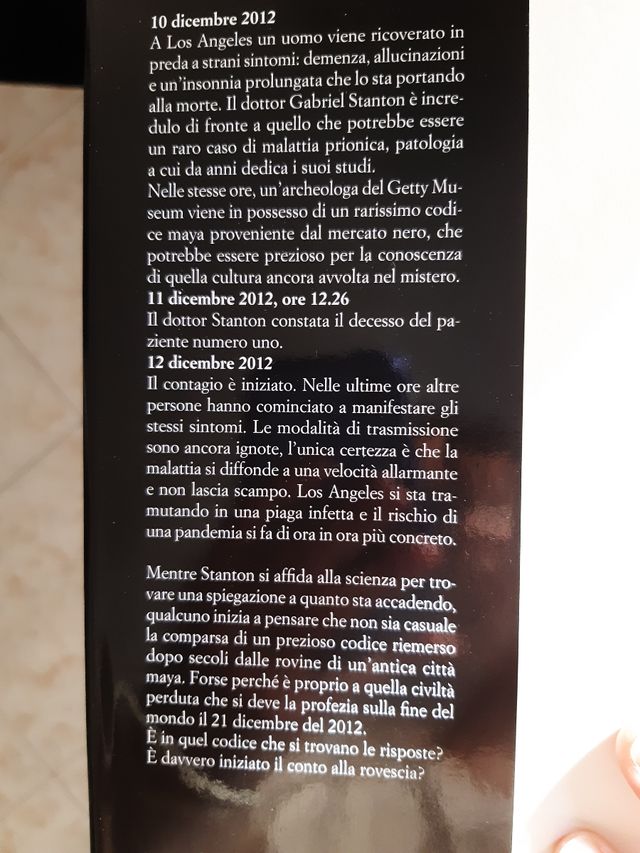 10 dicembre 2012
A Los Angeles un uomo viene ricoverato in
preda a strani sintomi: demenza, allucinazioni
e un'insonnia prolungata che lo sta portando
alla morte. Il dottor Gabriel Stanton è incre-
dulo di fronte a quello che potrebbe essere
un raro caso di malattia prionica, patologia
a cui da anni dedica i suoi studi.
Nelle stesse ore, un'archeologa del Getty Mu-
seum viene in possesso di un rarissimo codi-
ce maya proveniente dal mercato nero, che
potrebbe essere prezioso per la conoscenza
di quella cultura ancora avvolta nel mistero.
11 dicembre 2012, ore 12.26
Il dottor Stanton constata il decesso del pa-
ziente numero uno.
12 dicembre 2012
Il contagio è iniziato. Nelle ultime ore altre
persone hanno cominciato a manifestare gli
stessi sintomi. Le modalità di trasmissione
sono ancora ignote, l'unica certezza è che la
malattia si diffonde a una velocità allarmante
e non lascia scampo. Los Angeles si sta tra-
mutando in una piaga infetta e il rischio di
una pandemia si fa di ora in ora più concreto.
Mentre Stanton si affida alla scienza per tro-
vare una spiegazione a quanto sta accadendo,
qualcuno inizia a pensare che non sia casuale
la comparsa di un prezioso codice riemerso
dopo secoli dalle rovine di un'antica città
maya. Forse perché è proprio a quella civiltà
perduta che si deve la profezia sulla fine del
mondo il 21 dicembre del 2012.
È in quel codice che si trovano le risposte?
È davvero iniziato il conto alla rovescia?